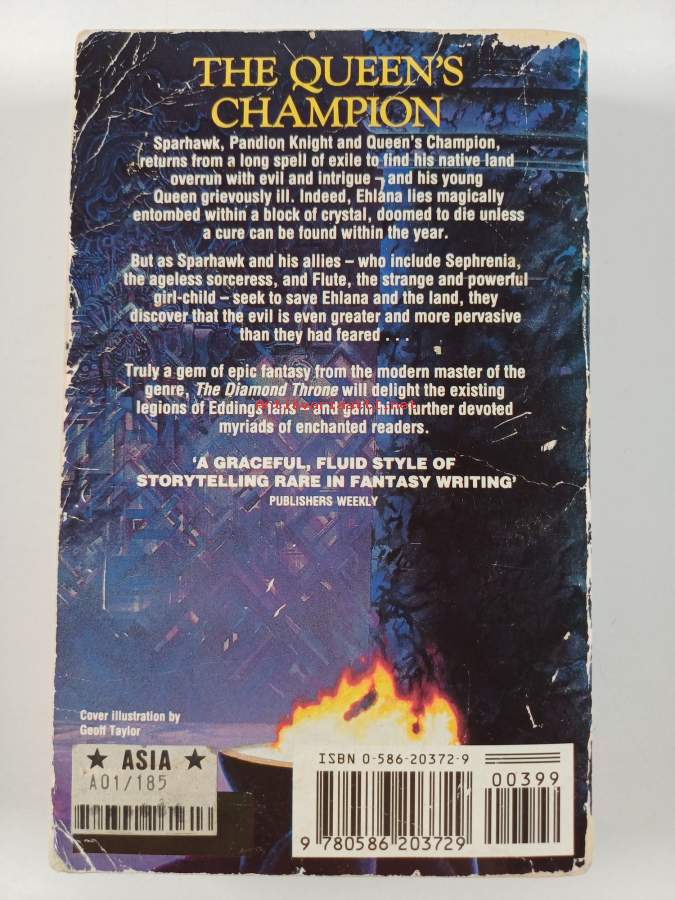 THE QUEEN'S
CHAMPION
Sparhawk, Pandion Knight and Queen's Champion,
returns from a long spell of exile to find his native land
overrun with evil and intrigue – and his young
Queen grievously ill. Indeed, Ehlana lies magically
entombed within a block of crystal, doomed to die unless
a cure can be found within the year.
But as Sparhawk and his allies – who include Sephrenia,
the ageless sorceress, and Flute, the strange and powerful
girl-child – seek to save Ehlana and the land, they
discover that the evil is even greater and more pervasive
than they had feared . . .
Truly a gem of epic fantasy from the modern master of the
genre, The Diamond Throne will delight the existing
legions of Eddings fans – and gain him further devoted
myriads of enchanted readers.
'A GRACEFUL, FLUID STYLE OF
STORYTELLING RARE IN FANTASY WRITING'
PUBLISHERS WEEKLY
Cover illustration by
Geoff Taylor
★ ASIA ★
A01/185
ISBN 0-586-20372-9
00399
9 780586 203729